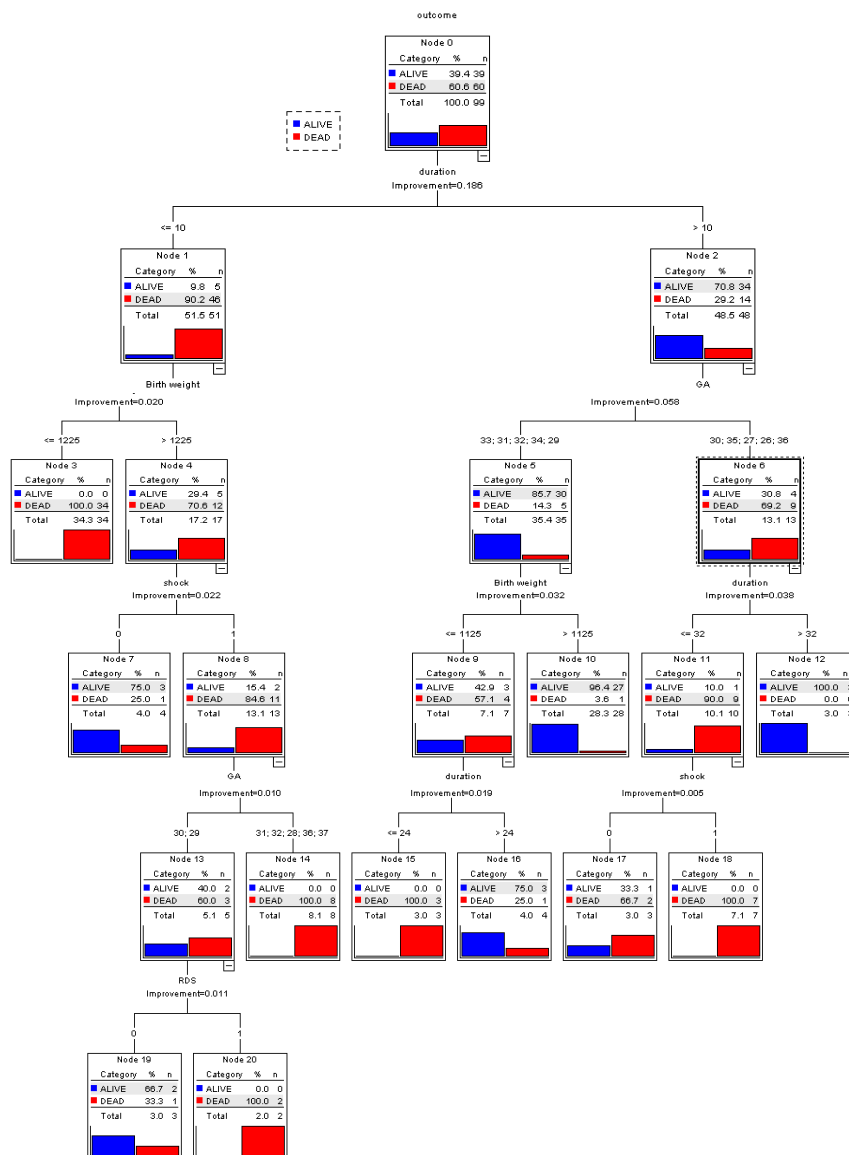 outcome
Node 0
Category % n
ALIVE 39.4 39
DEAD 60.6 60
Total 100.0 99
ALIVE
DEAD
duration
Improvement=0.186
<= 10
> 10
Node 1
Category % n
ALIVE 9.8 5
DEAD 90.2 46
Total 51.5 51
Node 2
Category % n
ALIVE 70.8 34
DEAD 29.2 14
Total 48.5 48
Birth weight
Improvement=0.020
GA
Improvement=0.058
<= 1225
> 1225
33; 31; 32; 34; 29
30; 35; 27; 26; 36
Node 3
Category % n
ALIVE 0.0 0
DEAD 100.0 34
Total 34.3 34
Node 4
Category % n
ALIVE 29.4 5
DEAD 70.6 12
Total 17.2 17
Node 5
Category % n
ALIVE 85.7 30
DEAD 14.3 5
Total 35.4 35
Node 6
Category % n
ALIVE 30.8 4
DEAD 69.2 9
Total 13.1 13
shock
Improvement=0.022
Birth weight
Improvement=0.032
duration
Improvement=0.038
0
1
<= 1125
> 1125
<= 32
> 32
Node 7
Category % n
ALIVE 75.0 3
DEAD 25.0 1
Total 4.0 4
Node 8
Category % n
ALIVE 15.4 2
DEAD 84.6 11
Total 13.1 13
Node 9
Category % n
ALIVE 42.9 3
DEAD 57.1 4
Total 7.1 7
Node 10
Category % n
ALIVE 96.4 27
DEAD 3.6 1
Total 28.3 28
Node 11
Category % n
ALIVE 10.0 1
DEAD 90.0 9
Total 10.1 10
Node 12
Category %
ALIVE 100.0
DEAD 0.0
Total 3.0
GA
Improvement=0.010
duration
Improvement=0.019
shock
Improvement=0.005
30; 29
31; 32; 28; 36; 37
<= 24
> 24
0
1
Node 13
Category % n
ALIVE 40.0 2
DEAD 60.0 3
Total 5.1 5
Node 14
Category % n
ALIVE 0.0 0
DEAD 100.0 8
Total 8.1 8
Node 15
Category % n
ALIVE 0.0 0
DEAD 100.0 3
Total 3.0 3
Node 16
Category % n
ALIVE 75.0 3
DEAD 25.0 1
Total 4.0 4
Node 17
Category % n
ALIVE 33.3 1
DEAD 66.7 2
Total 3.0 3
Node 18
Category % n
ALIVE 0.0 0
DEAD 100.0 7
Total 7.1 7
RDS
Improvement=0.011
0
1
Node 19
Category % n
ALIVE 66.7 2
DEAD 33.3 1
Total 3.0 3
Node 20
Category % n
ALIVE 0.0 0
DEAD 100.0 2
Total 2.0 2